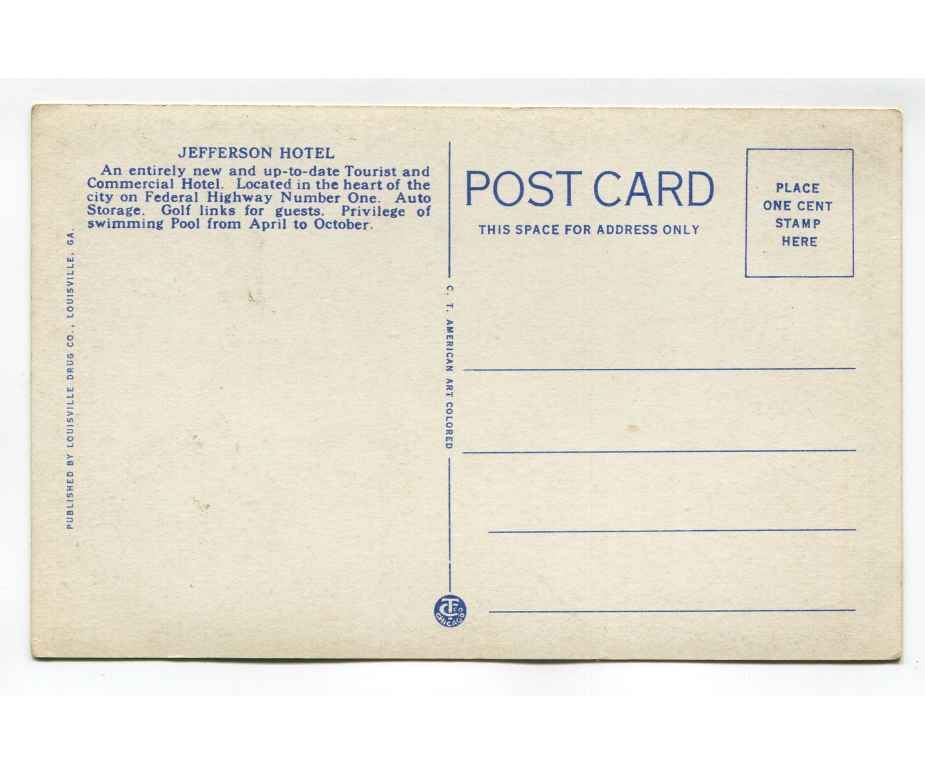 JEFFERSON HOTEL
An entirely new and up-to-date Tourist and
Commercial Hotel. Located in the heart of the
city on Federal Highway Number One. Auto
Storage. Golf links for guests. Privilege of
swimming Pool from April to October.
PUBLISHED BY LOUISVILLE DRUG CO., LOUISVILLE, GA.
C. T. AMERICAN ART COLORED
CT CO
CHICAGO
POST CARD
THIS SPACE FOR ADDRESS ONLY
PLACE
ONE CENT
STAMP
HERE